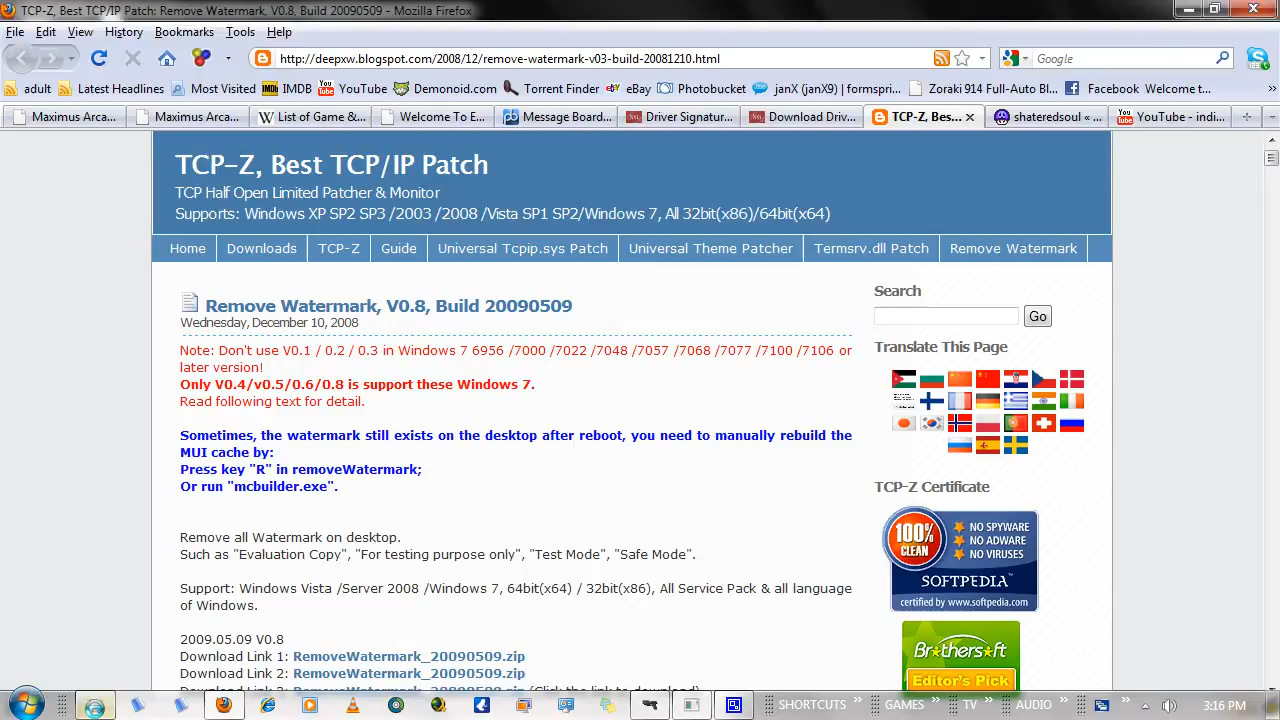 TCP-Z, Best TCP/IP Patch: Remove Watermark, V0.8, Build 20090509 - Mozilla Firefox
File Edit View History Bookmarks Tools Help
http://deepxw.blogspot.com/2008/12/remove-watermark-v03-build-20081210.html
Google
adult Latest Headlines Most Visited IMDB YouTube Demonoid.com Torrent Finder eBay Photobucket janX (janX9) | formspri... Zoraki 914 Full-Auto Bl... Facebook Welcome t... »
Maximus Arca... Maximus Arca... List of Game &... Welcome To E... Message Board... Driver Signatur... Download Driv... TCP-Z, Bes... shateredsoul « ... YouTube - indi...
TCP-Z, Best TCP/IP Patch
TCP Half Open Limited Patcher & Monitor
Supports: Windows XP SP2 SP3 /2003 /2008 /Vista SP1 SP2/Windows 7, All 32bit(x86)/64bit(x64)
Home Downloads TCP-Z Guide Universal Tcpip.sys Patch Universal Theme Patcher Termsrv.dll Patch Remove Watermark
Remove Watermark, V0.8, Build 20090509
Wednesday, December 10, 2008
Note: Don't use V0.1 / 0.2 / 0.3 in Windows 7 6956 /7000 /7022 /7048 /7057 /7068 /7077 /7100 /7106 or
later version!
Only V0.4/v0.5/0.6/0.8 is support these Windows 7.
Read following text for detail.
Sometimes, the watermark still exists on the desktop after reboot, you need to manually rebuild the
MUI cache by:
Press key "R" in removeWatermark;
Or run "mcbuilder.exe".
Remove all Watermark on desktop.
Such as "Evaluation Copy", "For testing purpose only", "Test Mode", "Safe Mode".
Support: Windows Vista /Server 2008 /Windows 7, 64bit(x64) / 32bit(x86), All Service Pack & all language
of Windows.
2009.05.09 V0.8
Download Link 1: RemoveWatermark_20090509.zip
Download Link 2: RemoveWatermark_20090509.zip
Search
Go
Translate This Page
TCP-Z Certificate
100% CLEAN
NO SPYWARE
NO ADWARE
NO VIRUSES
SOFTPEDIA™
certified by www.softpedia.com
Brothersoft
Editor's Pick
SHORTCUTS » GAMES » TV » AUDIO » 3:16 PM